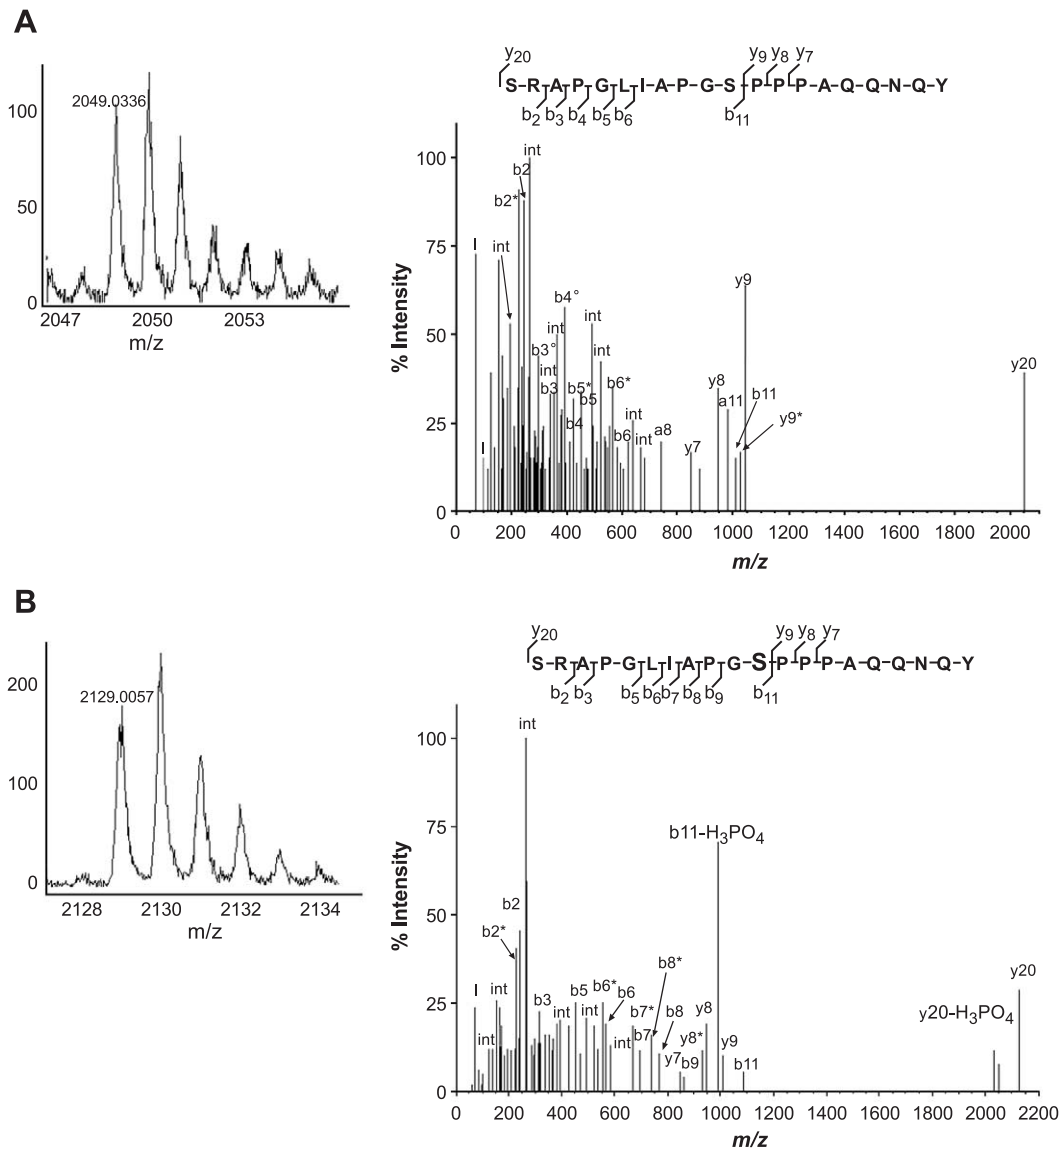 A
100
50
0
2049.0336
2047
2050
2053
m/z
y20
y9 y8 y7
S-R-A-P-G-L-I-A-P-G-S-P-P-P-A-Q-Q-N-Q-Y
b2 b3 b4 b5 b6 b11
% Intensity
100
75
50
25
0
int
b2
b2*
I
int
b4°
int
int
b3°
int
int
b3
b5*
b5
b6*
b4
b6
int
int
a8
y7
y8
a11
y9
b11
y9*
y20
I
0 200 400 600 800 1000 1200 1400 1600 1800 2000
m/z
B
200
100
0
2129.0057
2128
2130
2132
2134
m/z
y20
y9 y8 y7
S-R-A-P-G-L-I-A-P-G-S-P-P-P-A-Q-Q-N-Q-Y
b2 b3 b5 b6 b7 b8 b9 b11
% Intensity
100
75
50
25
0
int
b11-H3PO4
b2
b2*
I
int
int
b3
int
b5
int
b6*
b6
int
b7*
b7
b8*
b8
y7
b9
y8*
y8
y9
b11
y20-H3PO4
y20
0 200 400 600 800 1000 1200 1400 1600 1800 2000 2200
m/z